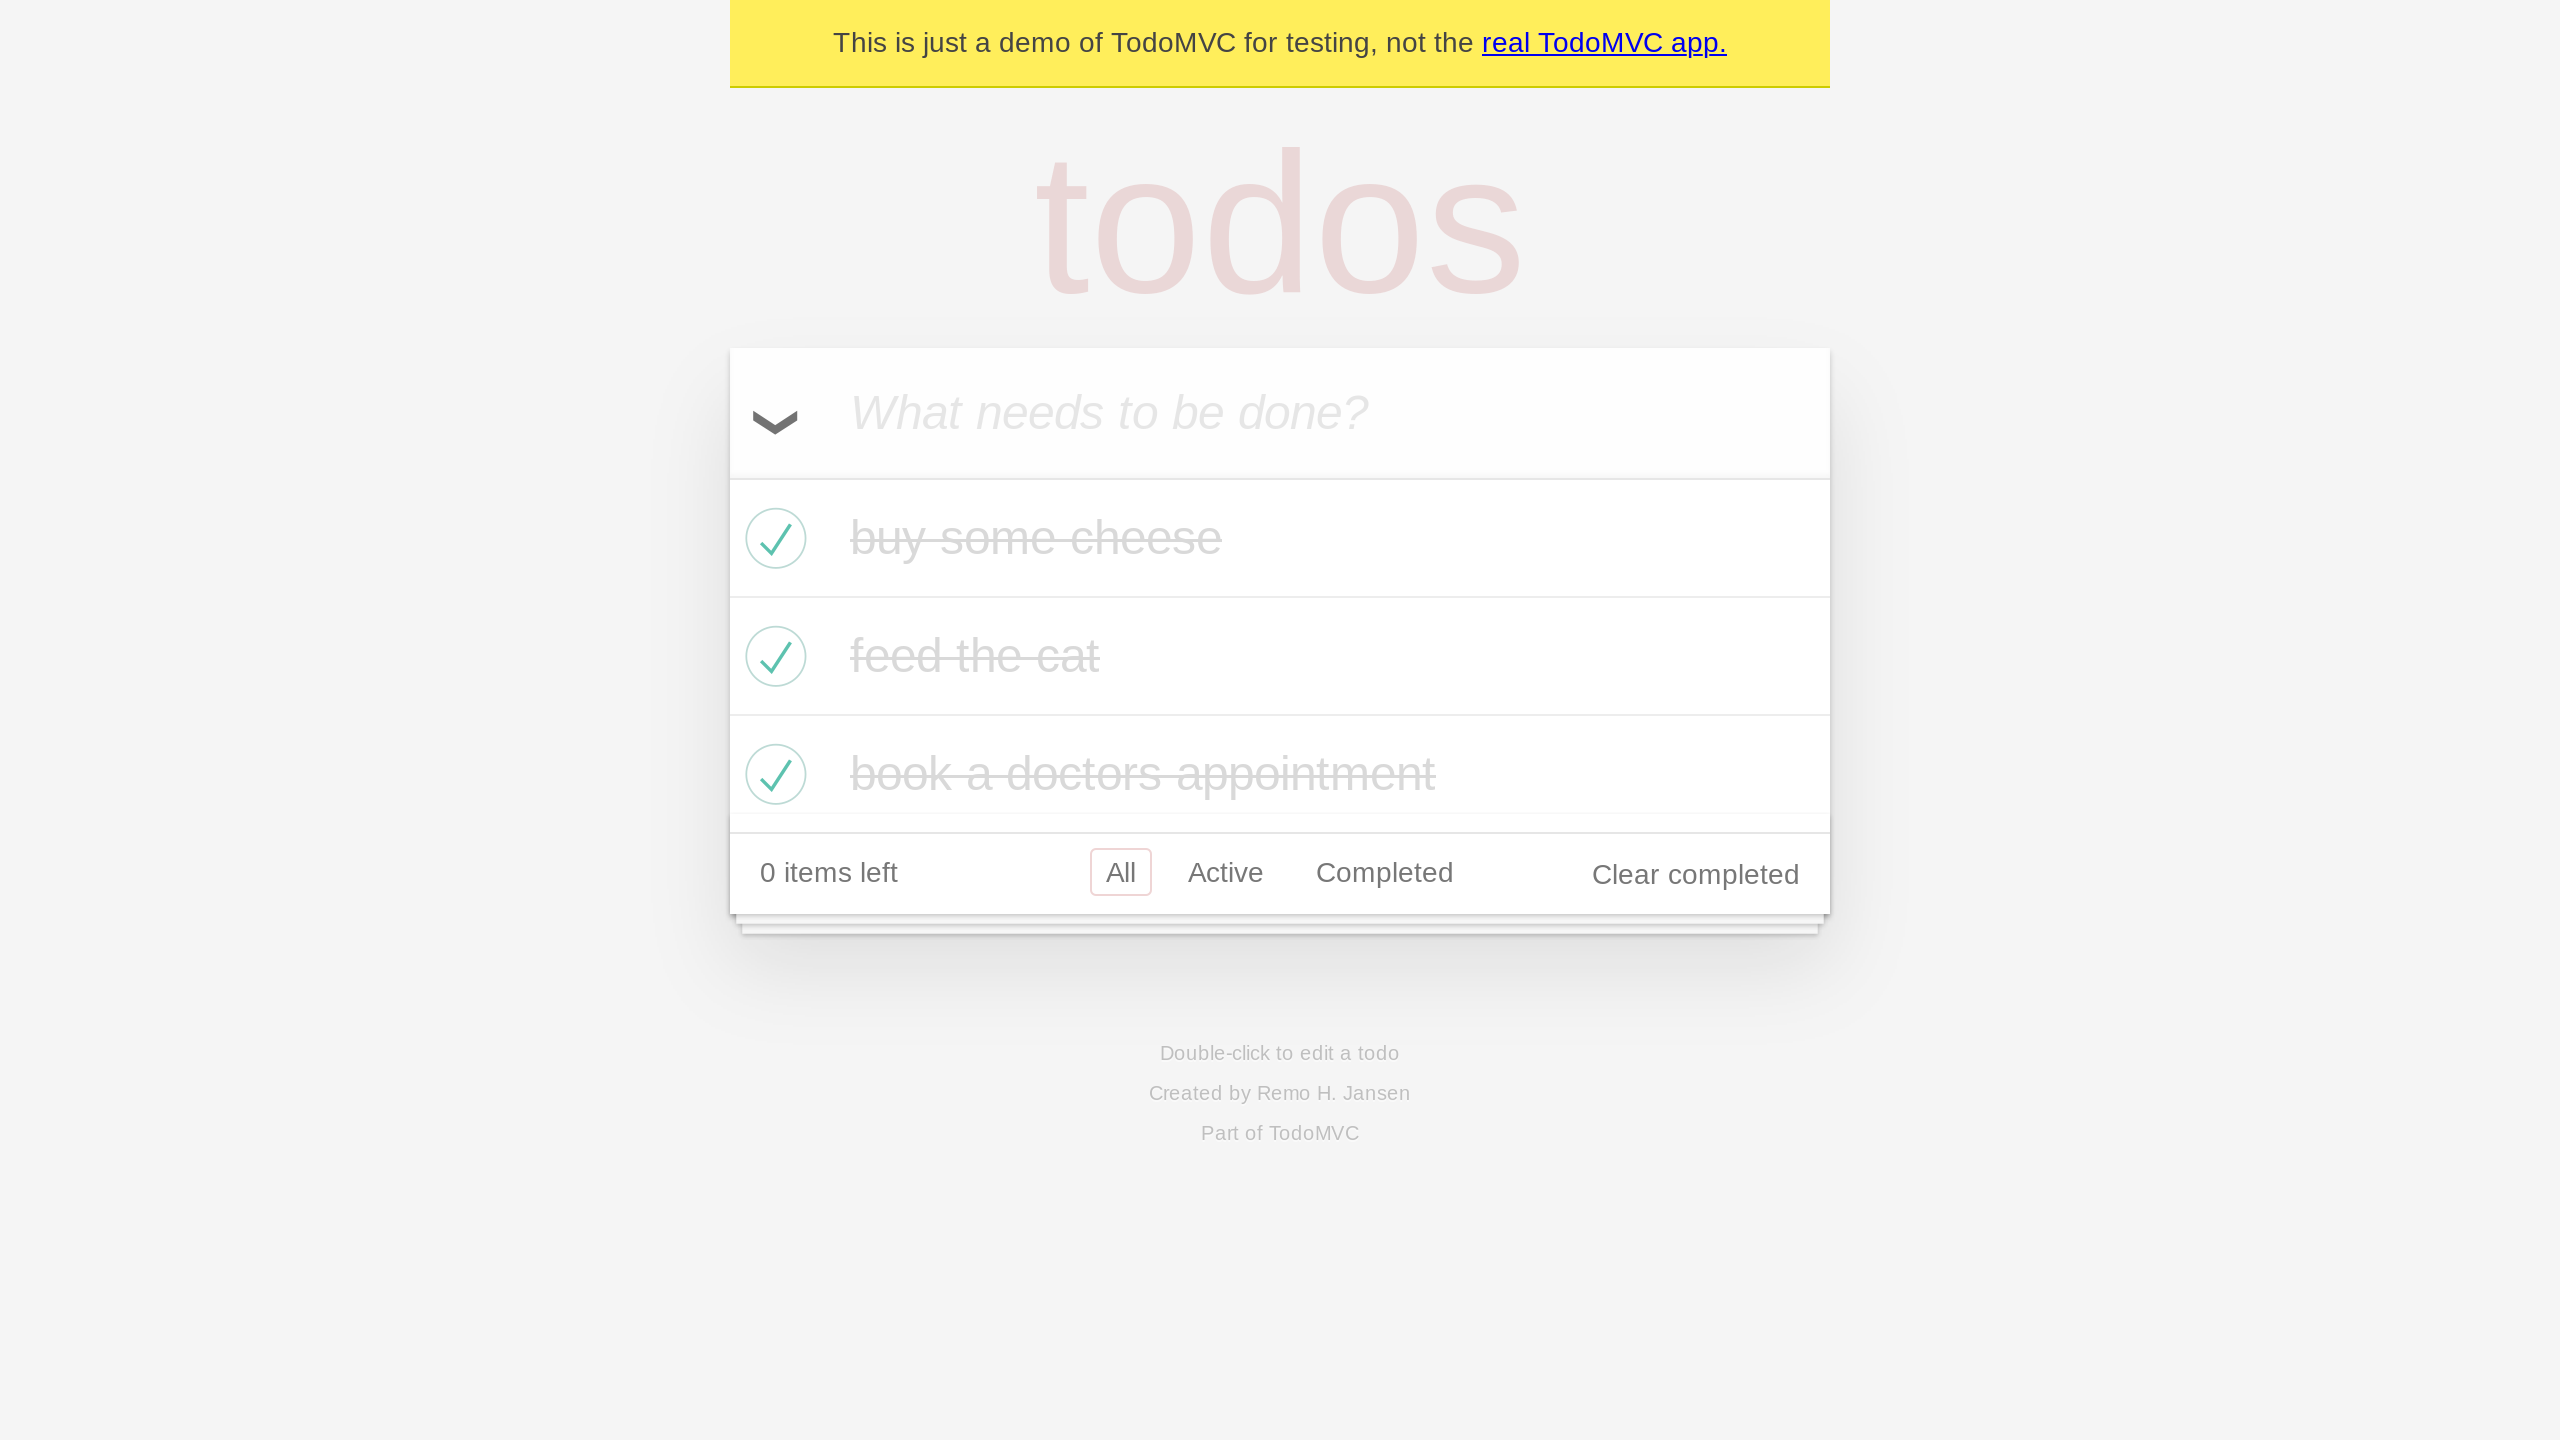 This is just a demo of TodoMVC for testing, not the real TodoMVC app.
todos
What needs to be done?
buy some cheese
feed the cat
book a doctors appointment
0 items left All Active Completed Clear completed
Double-click to edit a todo
Created by Remo H. Jansen
Part of TodoMVC